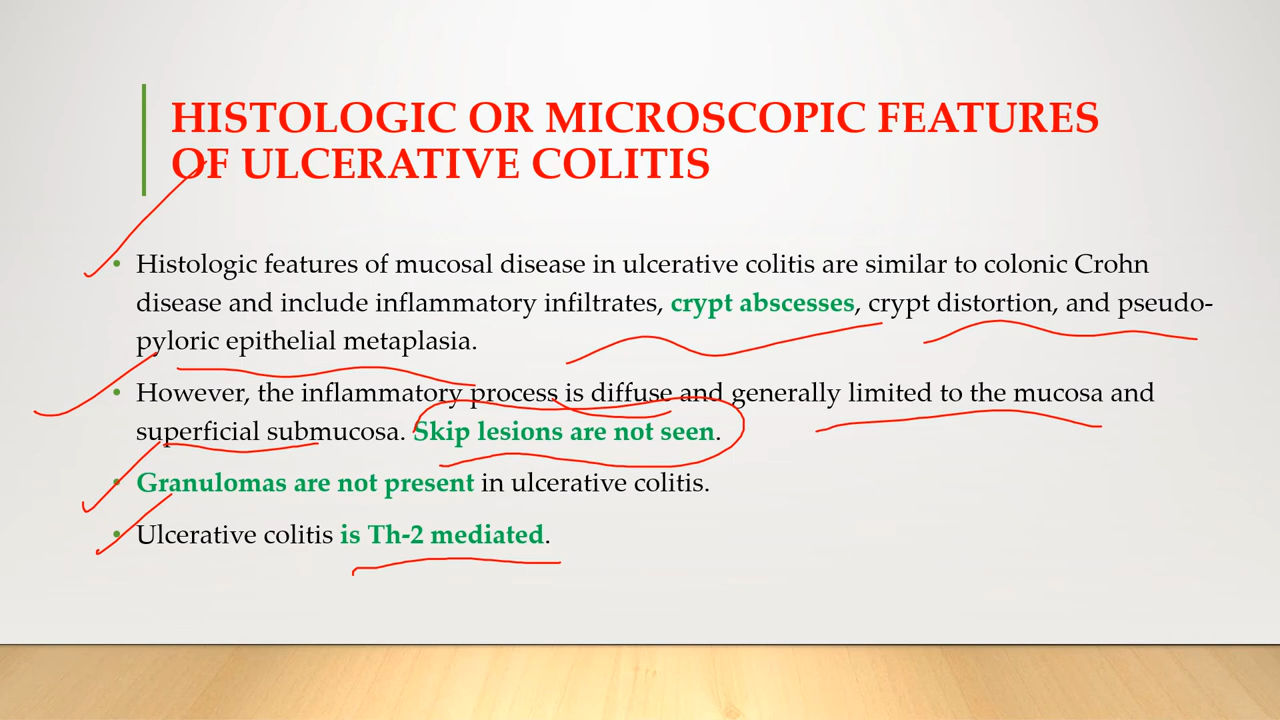 HISTOLOGIC OR MICROSCOPIC FEATURES
OF ULCERATIVE COLITIS
• Histologic features of mucosal disease in ulcerative colitis are similar to colonic Crohn
disease and include inflammatory infiltrates, crypt abscesses, crypt distortion, and pseudo-
pyloric epithelial metaplasia.
• However, the inflammatory process is diffuse and generally limited to the mucosa and
superficial submucosa. Skip lesions are not seen.
• Granulomas are not present in ulcerative colitis.
• Ulcerative colitis is Th-2 mediated.